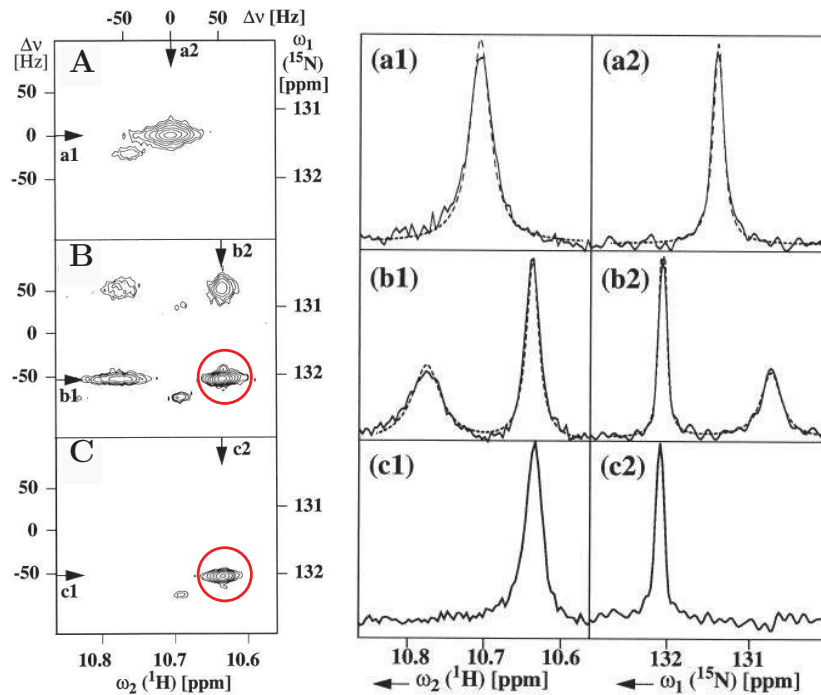 Δν [Hz]
-50 0 50
Δν
[Hz]
a2
ω1
(15N)
[ppm]
A
50
0
-50
a1
131
132
B
b2
50
0
-50
b1
131
132
C
c2
50
0
-50
c1
131
132
10.8 10.7 10.6
ω2 (1H) [ppm]
(a1)
(a2)
(b1)
(b2)
(c1)
(c2)
10.8 10.7 10.6
ω2 (1H) [ppm]
132 131
ω1 (15N) [ppm]